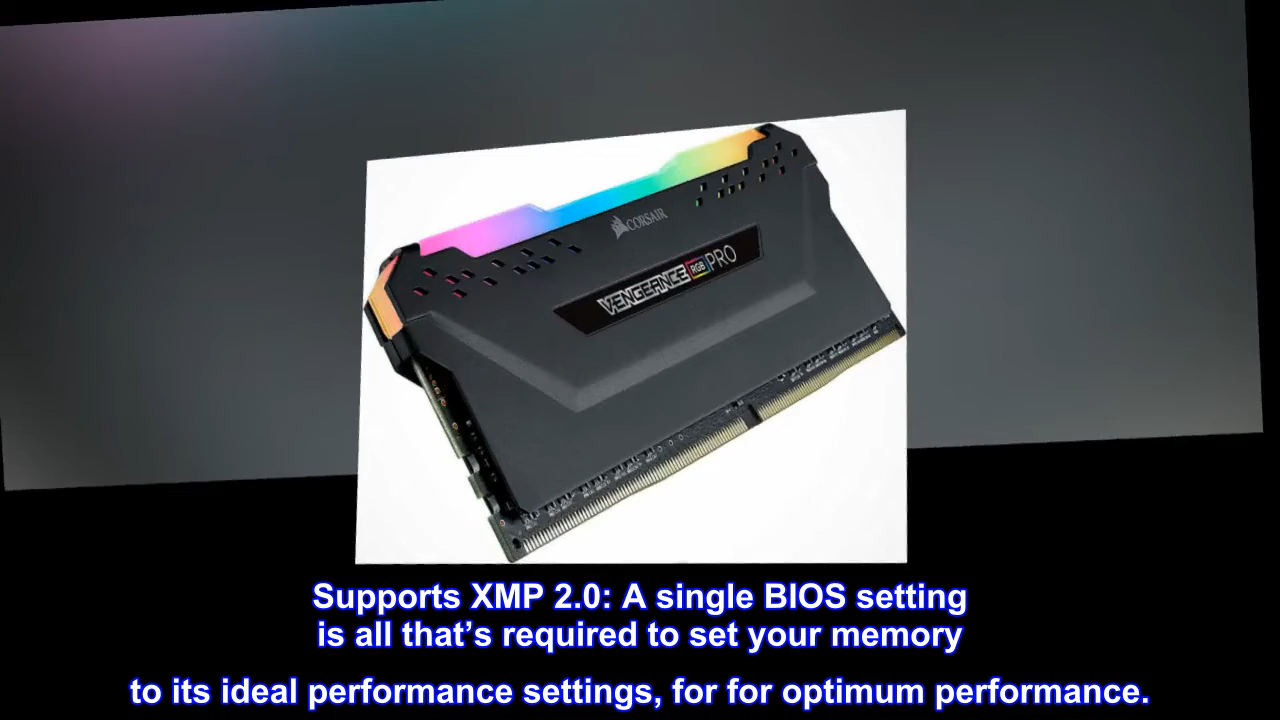 CORSAIR
VENGEANCE RGB PRO
Supports XMP 2.0: A single BIOS setting
is all that’s required to set your memory
to its ideal performance settings, for for optimum performance.